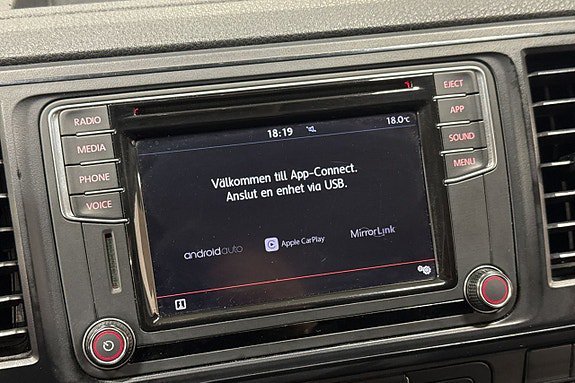 RADIO
MEDIA
PHONE
VOICE
EJECT
APP
SOUND
MENU
18:19
18.0°C
Välkommen till App-Connect.
Anslut en enhet via USB.
androidauto
Apple CarPlay
MirrorLink